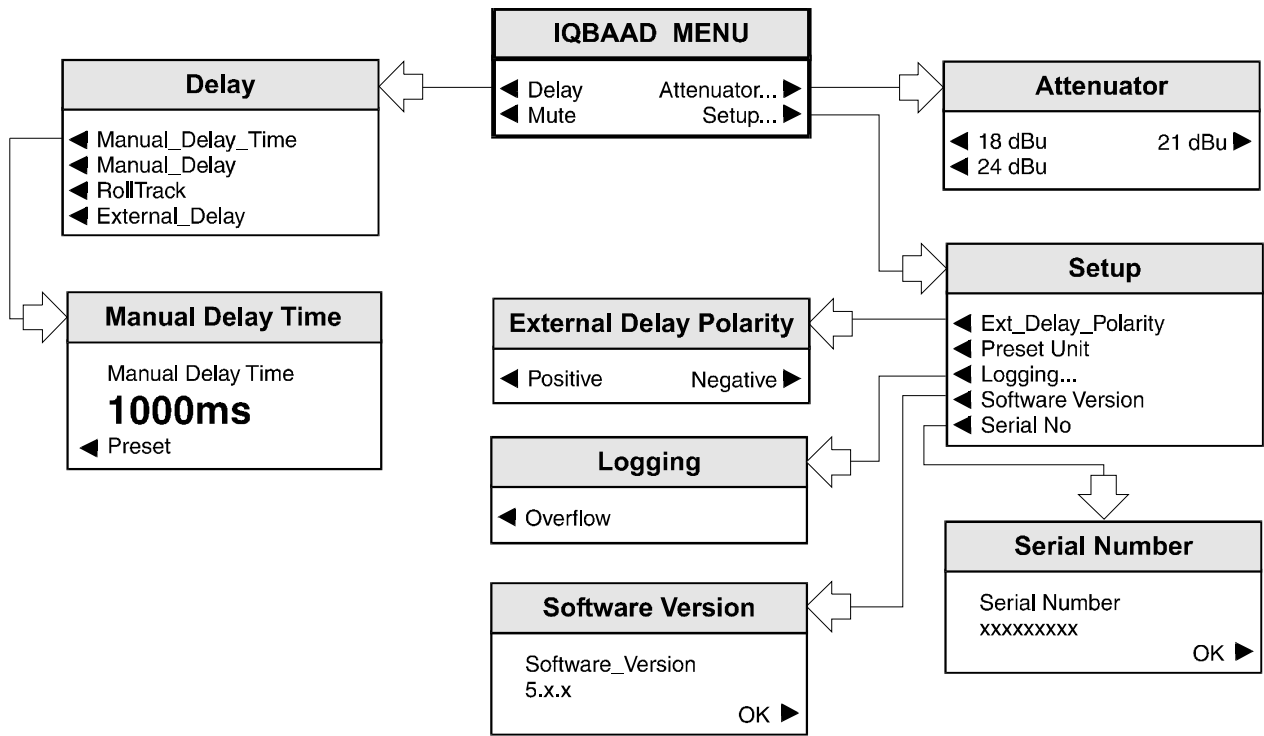 IQBAAD MENU
◀ Delay Attenuator... ▶
◀ Mute Setup... ▶
Delay
◀ Manual_Delay_Time
◀ Manual_Delay
◀ RollTrack
◀ External_Delay
Attenuator
◀ 18 dBu 21 dBu ▶
◀ 24 dBu
Manual Delay Time
Manual Delay Time
1000ms
◀ Preset
Setup
◀ Ext_Delay_Polarity
◀ Preset Unit
◀ Logging...
◀ Software Version
◀ Serial No
External Delay Polarity
◀ Positive Negative ▶
Logging
◀ Overflow
Software Version
Software_Version
5.x.x
OK ▶
Serial Number
Serial Number
xxxxxxxxx
OK ▶